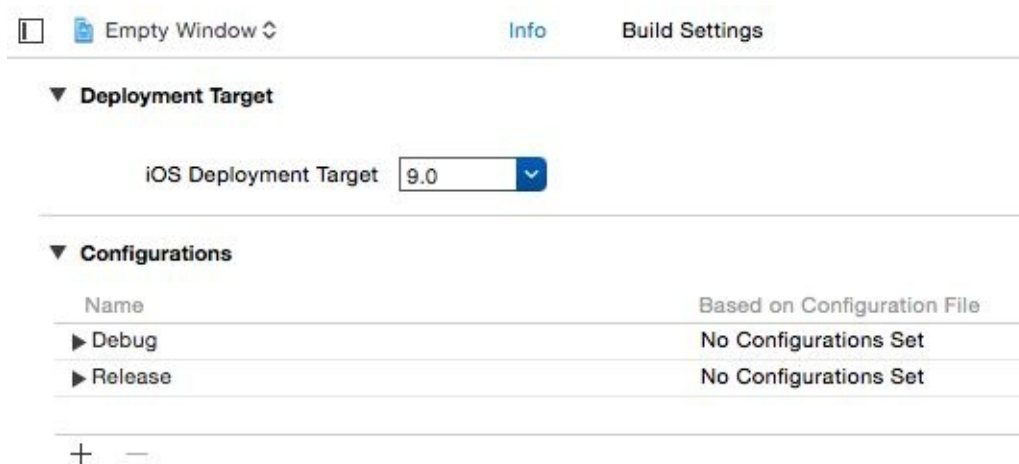 Empty Window Info Build Settings
Deployment Target
iOS Deployment Target 9.0
Configurations
Name Based on Configuration File
Debug No Configurations Set
Release No Configurations Set